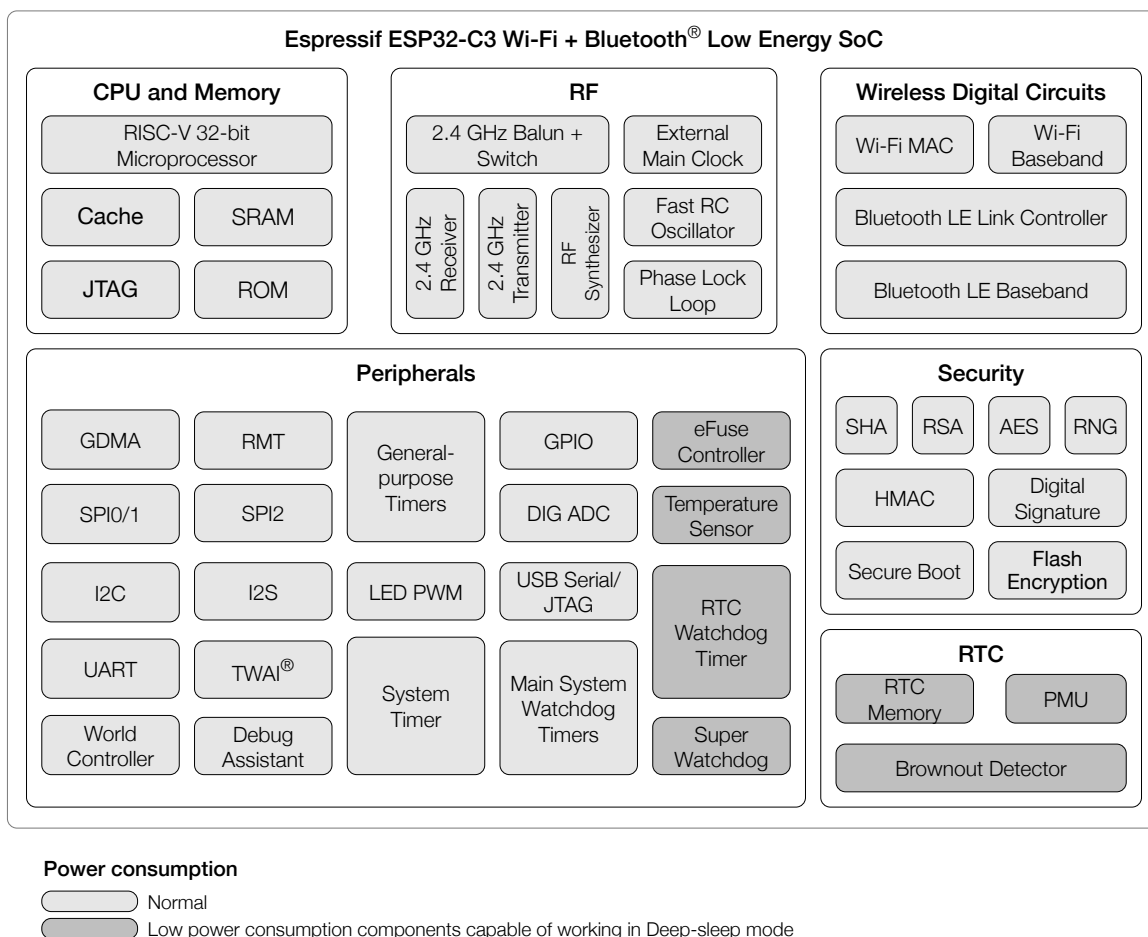 Espressif ESP32-C3 Wi-Fi + Bluetooth® Low Energy SoC
CPU and Memory
RISC-V 32-bit
Microprocessor
Cache
SRAM
JTAG
ROM
RF
2.4 GHz Balun +
Switch
External
Main Clock
2.4 GHz
Receiver
2.4 GHz
Transmitter
RF
Synthesizer
Fast RC
Oscillator
Phase Lock
Loop
Wireless Digital Circuits
Wi-Fi MAC
Wi-Fi
Baseband
Bluetooth LE Link Controller
Bluetooth LE Baseband
Peripherals
GDMA
RMT
General-
purpose
Timers
GPIO
eFuse
Controller
SPI0/1
SPI2
DIG ADC
Temperature
Sensor
I2C
I2S
LED PWM
USB Serial/
JTAG
RTC
Watchdog
Timer
UART
TWAI®
System
Timer
Main System
Watchdog
Timers
World
Controller
Debug
Assistant
Super
Watchdog
Security
SHA
RSA
AES
RNG
HMAC
Digital
Signature
Secure Boot
Flash
Encryption
RTC
RTC
Memory
PMU
Brownout Detector
Power consumption
Normal
Low power consumption components capable of working in Deep-sleep mode